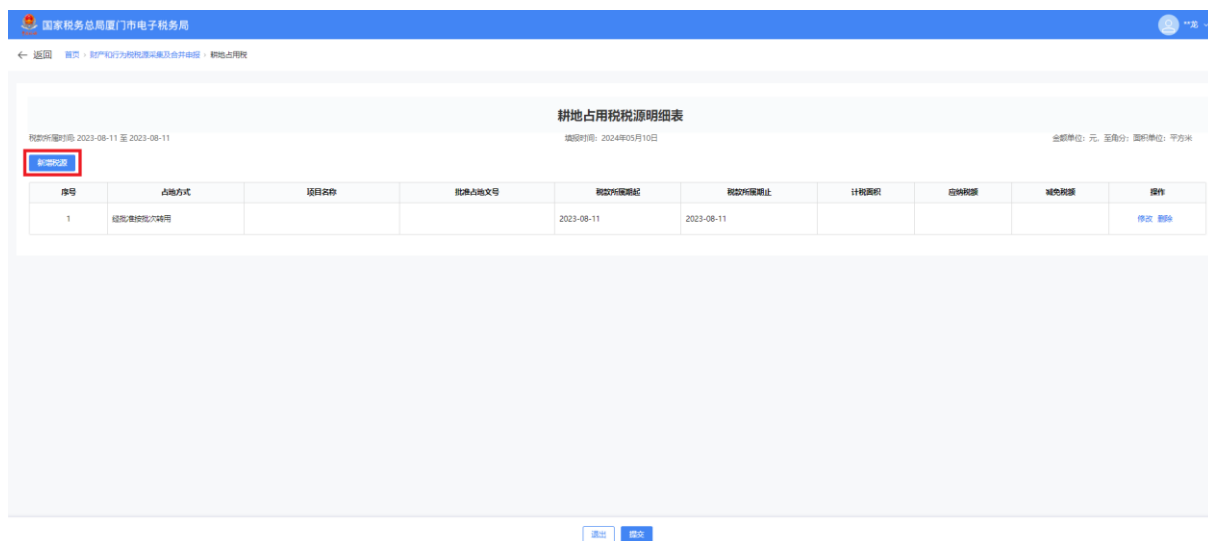 国家税务总局厦门市电子税务局
**龙
返回 首页 › 财产和行为税税源采集及合并申报 › 耕地占用税
耕地占用税税源明细表
税款所属时间: 2023-08-11 至 2023-08-11 填报时间: 2024年05月10日 金额单位: 元, 至角分; 面积单位: 平方米
新增税源
序号 占地方式 项目名称 批准占地文号 税款所属期起 税款所属期止 计税面积 应纳税额 减免税额 操作
1 经批准按批次转用 2023-08-11 2023-08-11 修改 删除
退出 提交